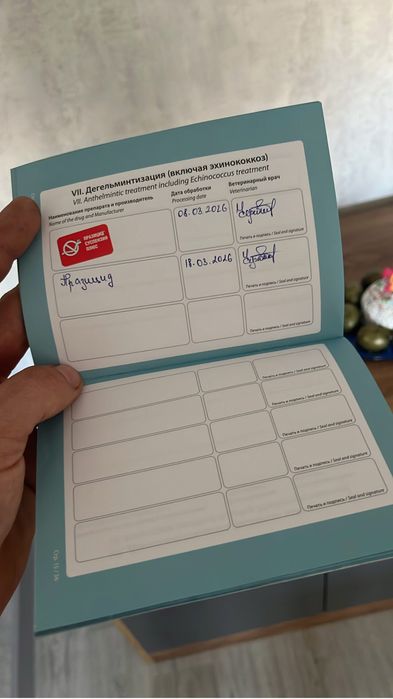 VII. Дегельминтизация (включая эхинококкоз)
VII. Anthelmintic treatment including Echinococcus treatment
Наименования препарата и производитель
Name of the drug and Manufacturer
Дата обработки
Processing date
Ветеринарный врач
Veterinarian
ПРАЗИЦИД
СУСПЕНЗИЯ
ПЛЮС
08.03.2026
Печать и подпись / Seal and signature
Празицид
18.03.2026
Печать и подпись / Seal and signature
Печать и подпись / Seal and signature
Печать и подпись / Seal and signature
Печать и подпись / Seal and signature
Печать и подпись / Seal and signature
Печать и подпись / Seal and signature
Печать и подпись / Seal and signature